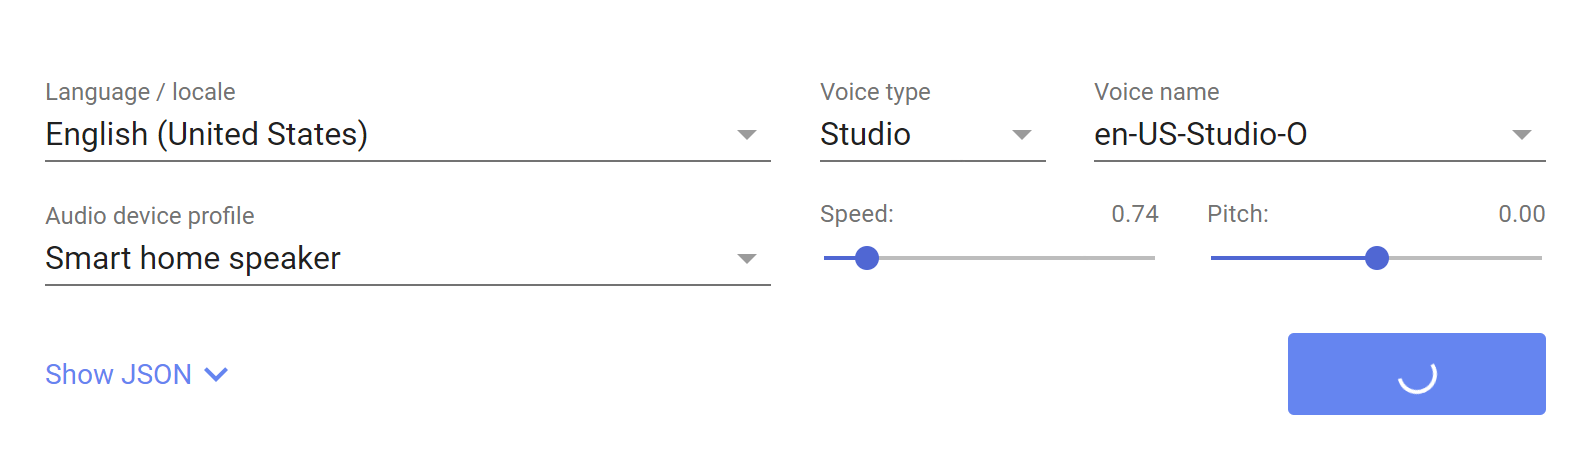 Language / locale
English (United States)
Voice type
Studio
Voice name
en-US-Studio-O
Audio device profile
Smart home speaker
Speed: 0.74
Pitch: 0.00
Show JSON